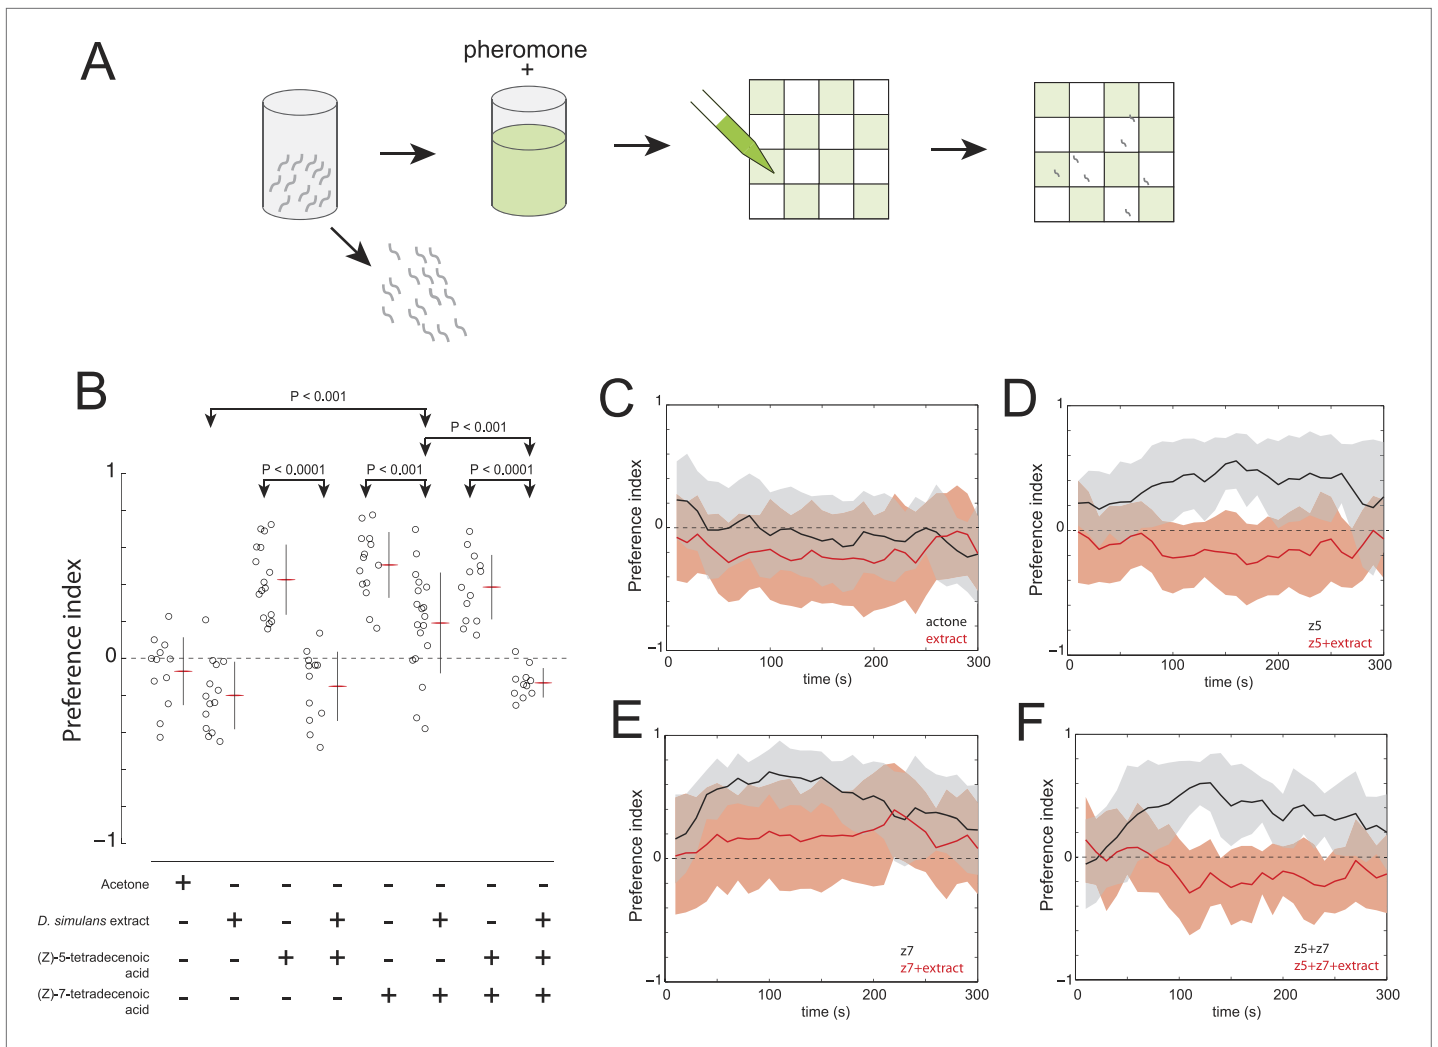 A
pheromone
+
B
P < 0.001
P < 0.001
P < 0.0001
P < 0.001
P < 0.0001
1
0
−1
Preference index
Acetone + - - - - - - -
D. simulans extract - + - + - + - +
(Z)-5-tetradecenoic acid - - + + - - + +
(Z)-7-tetradecenoic acid - - - - + + + +
C
1
0
−1
Preference index
actone
extract
0 100 200 300
time (s)
D
1
0
−1
Preference index
z5
z5+extract
0 100 200 300
time (s)
E
1
0
−1
Preference index
z7
z7+extract
0 100 200 300
time (s)
F
1
0
−1
Preference index
z5+z7
z5+z7+extract
0 100 200 300
time (s)